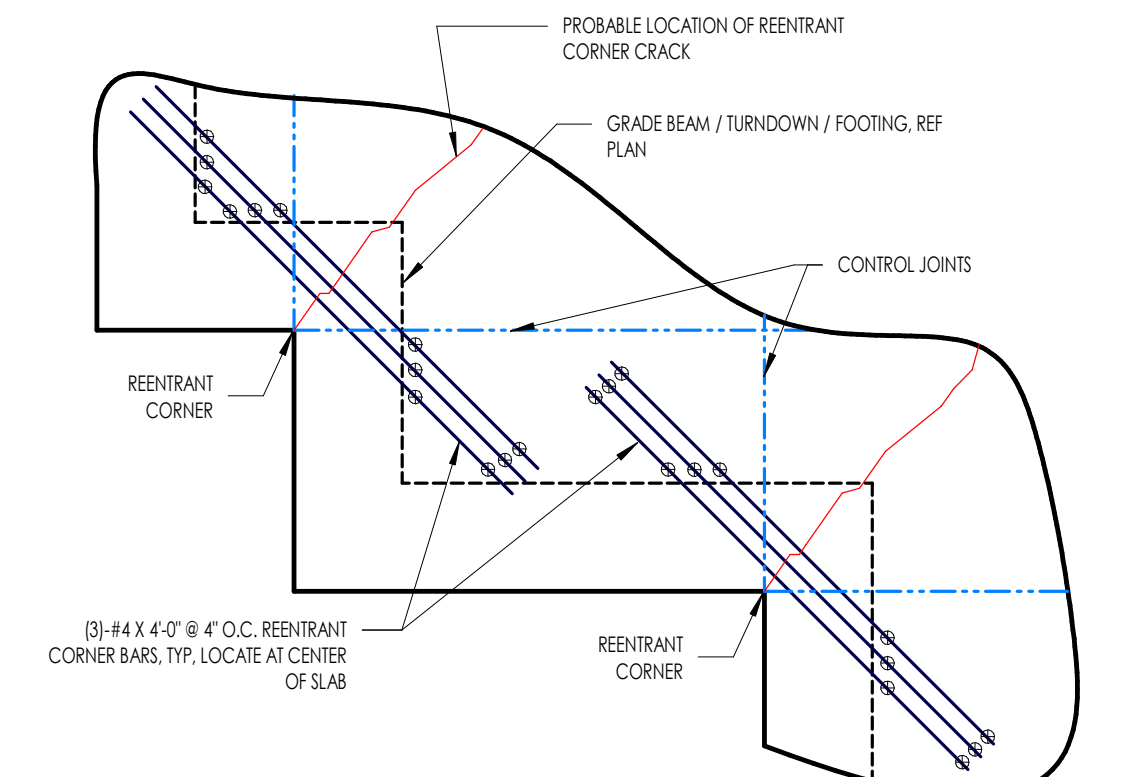 PROBABLE LOCATION OF REENTRANT
CORNER CRACK
GRADE BEAM / TURNDOWN / FOOTING, REF
PLAN
CONTROL JOINTS
REENTRANT
CORNER
(3)-#4 X 4'-0" @ 4" O.C. REENTRANT
CORNER BARS, TYP, LOCATE AT CENTER
OF SLAB
REENTRANT
CORNER